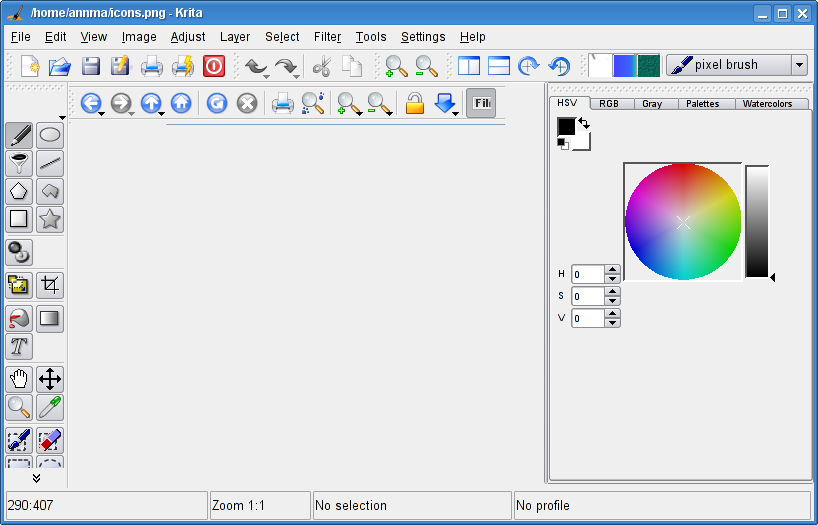 /home/annma/icons.png - Krita
File Edit View Image Adjust Layer Select Filter Tools Settings Help
pixel brush
Fil
HSV RGB Gray Palettes Watercolors
H 0
S 0
V 0
T
290:407 Zoom 1:1 No selection No profile